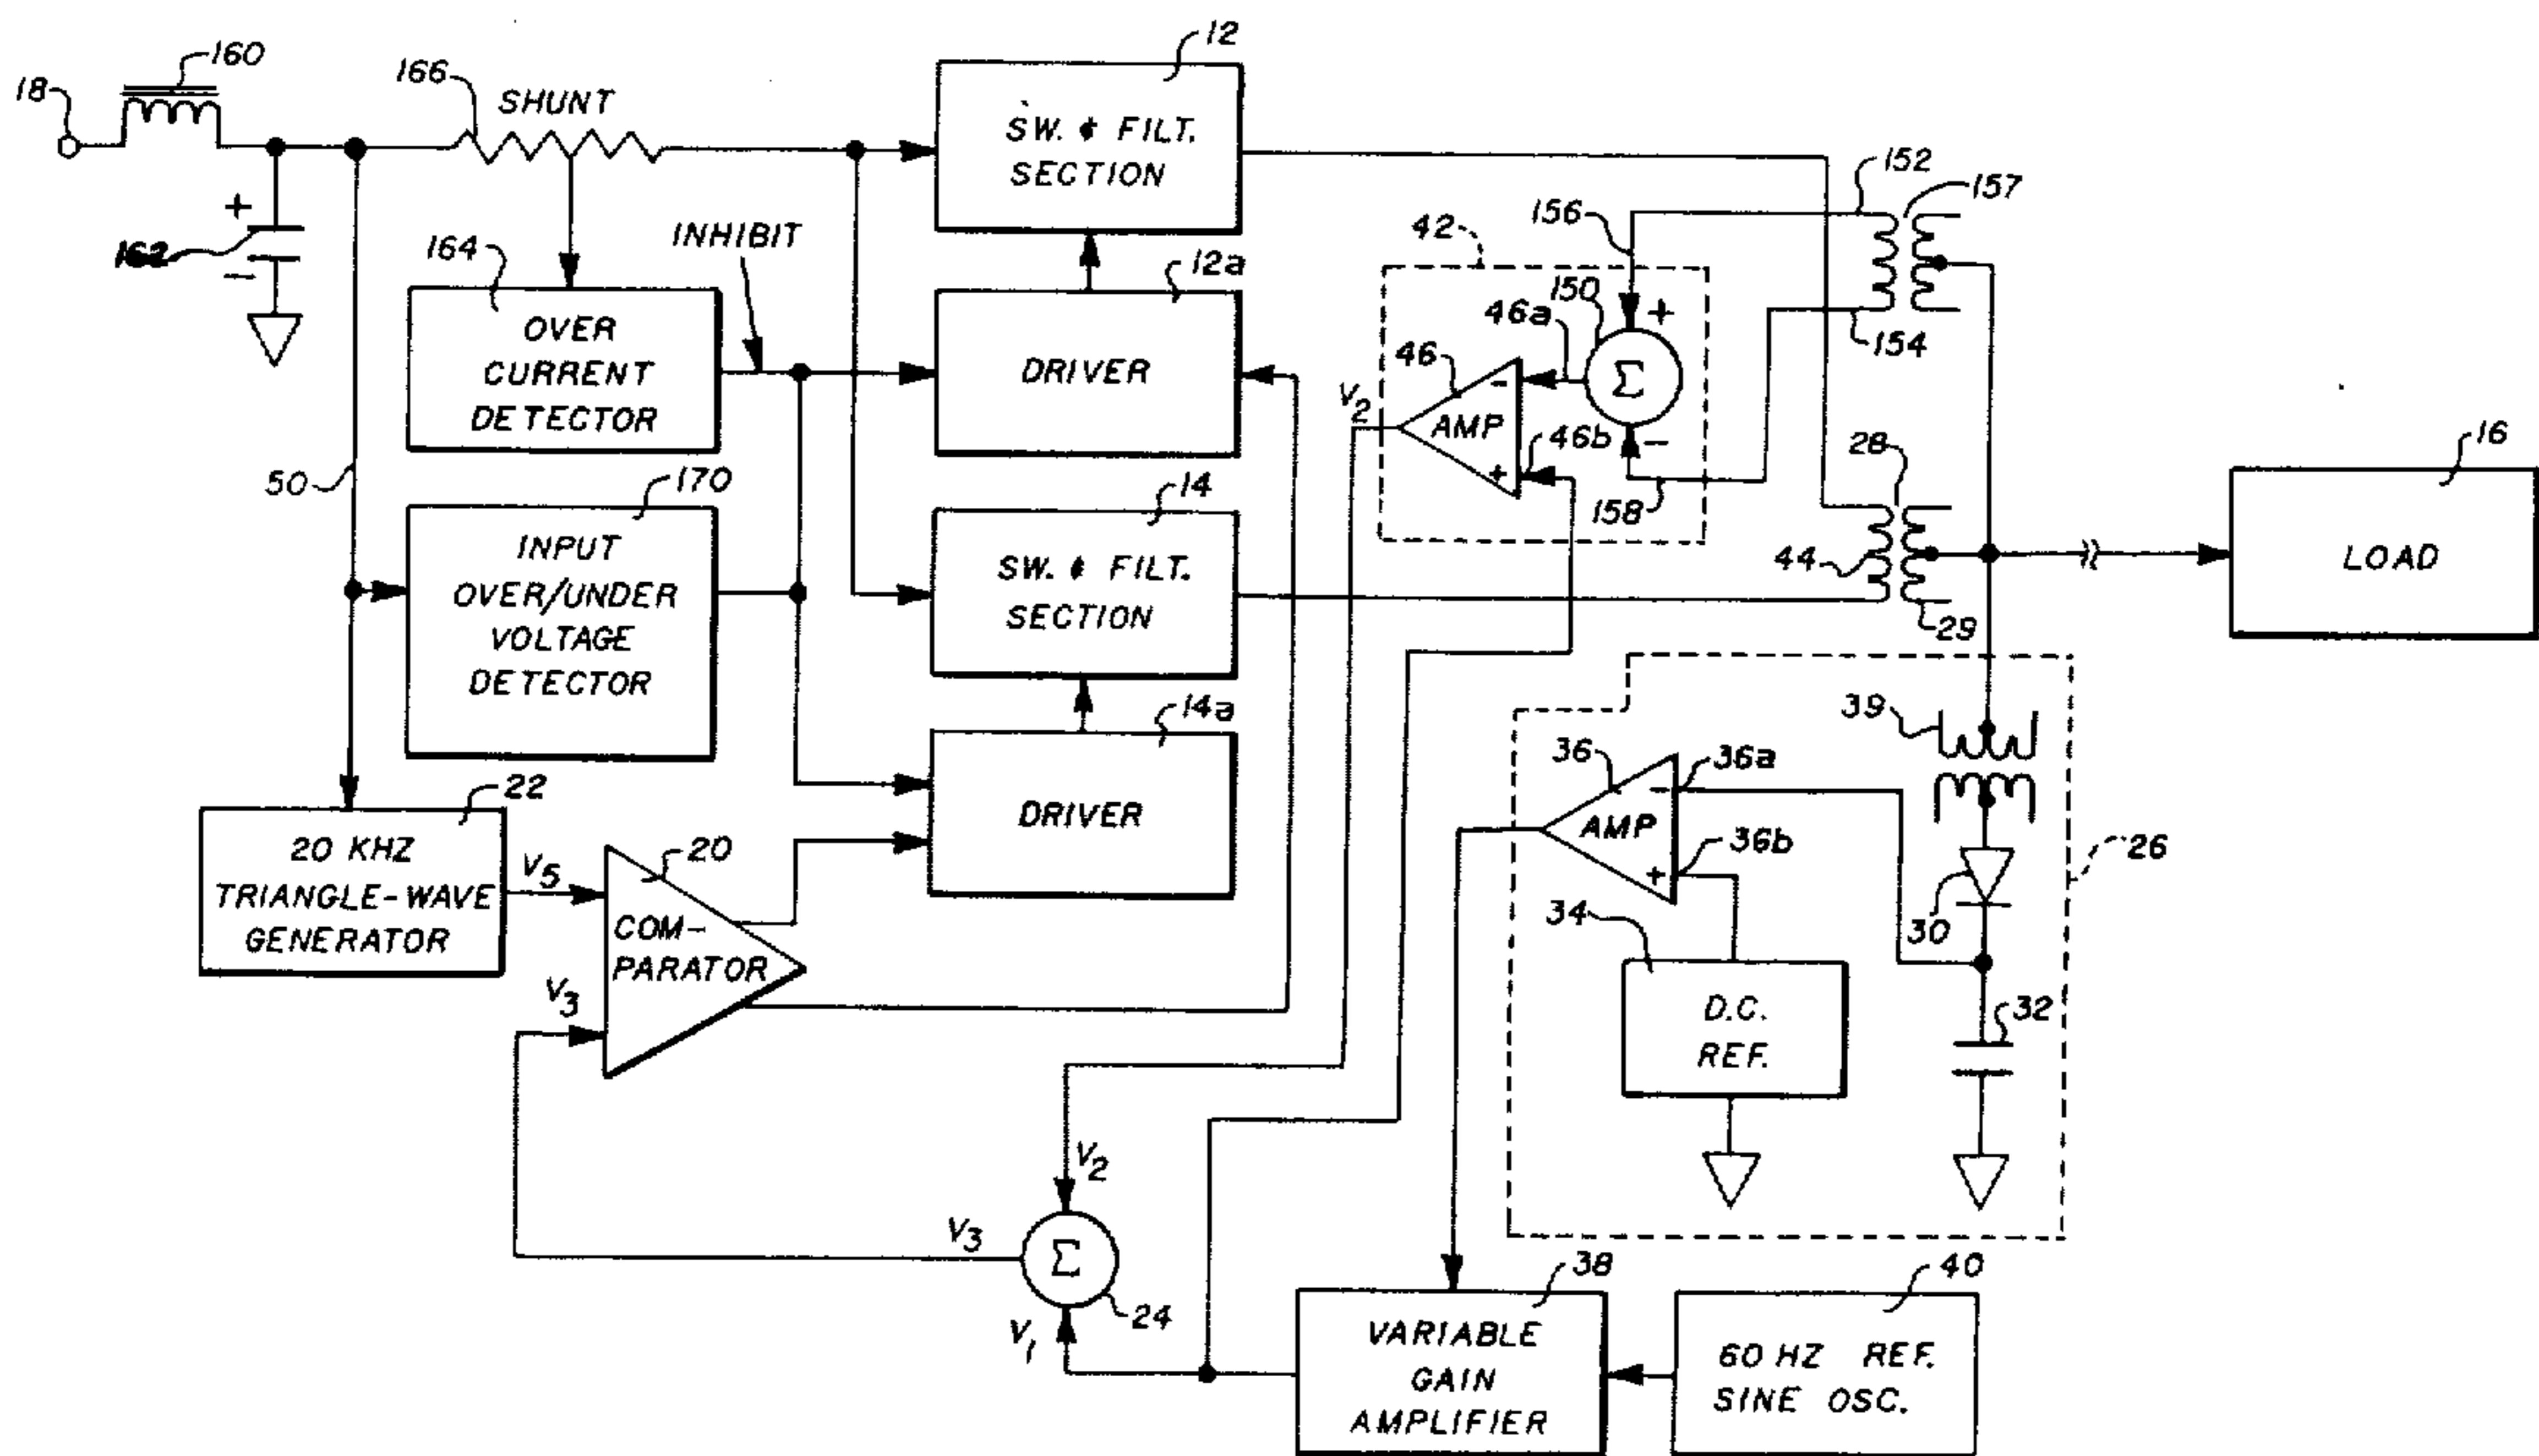 18
160
166
SHUNT
12
SW. & FILT.
SECTION
+
162
−
164
INHIBIT
OVER
CURRENT
DETECTOR
12a
DRIVER
42
156
152
157
150
+
46a
46
Σ
154
V2
-
AMP
46b
−
+
158
28
44
29
16
LOAD
50
170
INPUT
OVER/UNDER
VOLTAGE
DETECTOR
14
SW. & FILT.
SECTION
14a
DRIVER
22
20 KHZ
TRIANGLE-WAVE
GENERATOR
V5
20
COM-
PARATOR
V3
39
36
36a
−
AMP
36b
+
34
30
26
D.C.
REF.
32
V2
V3
Σ
24
V1
38
VARIABLE
GAIN
AMPLIFIER
40
60 HZ REF.
SINE OSC.